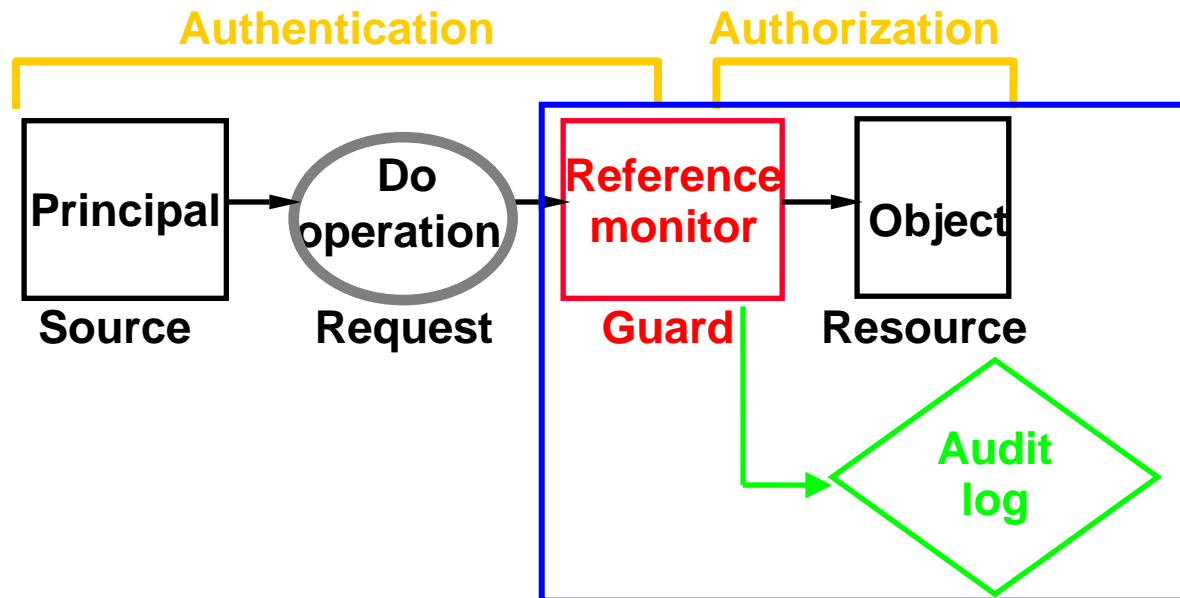 Authentication
Authorization
Principal
Do
operation
Reference
monitor
Object
Source
Request
Guard
Resource
Audit
log